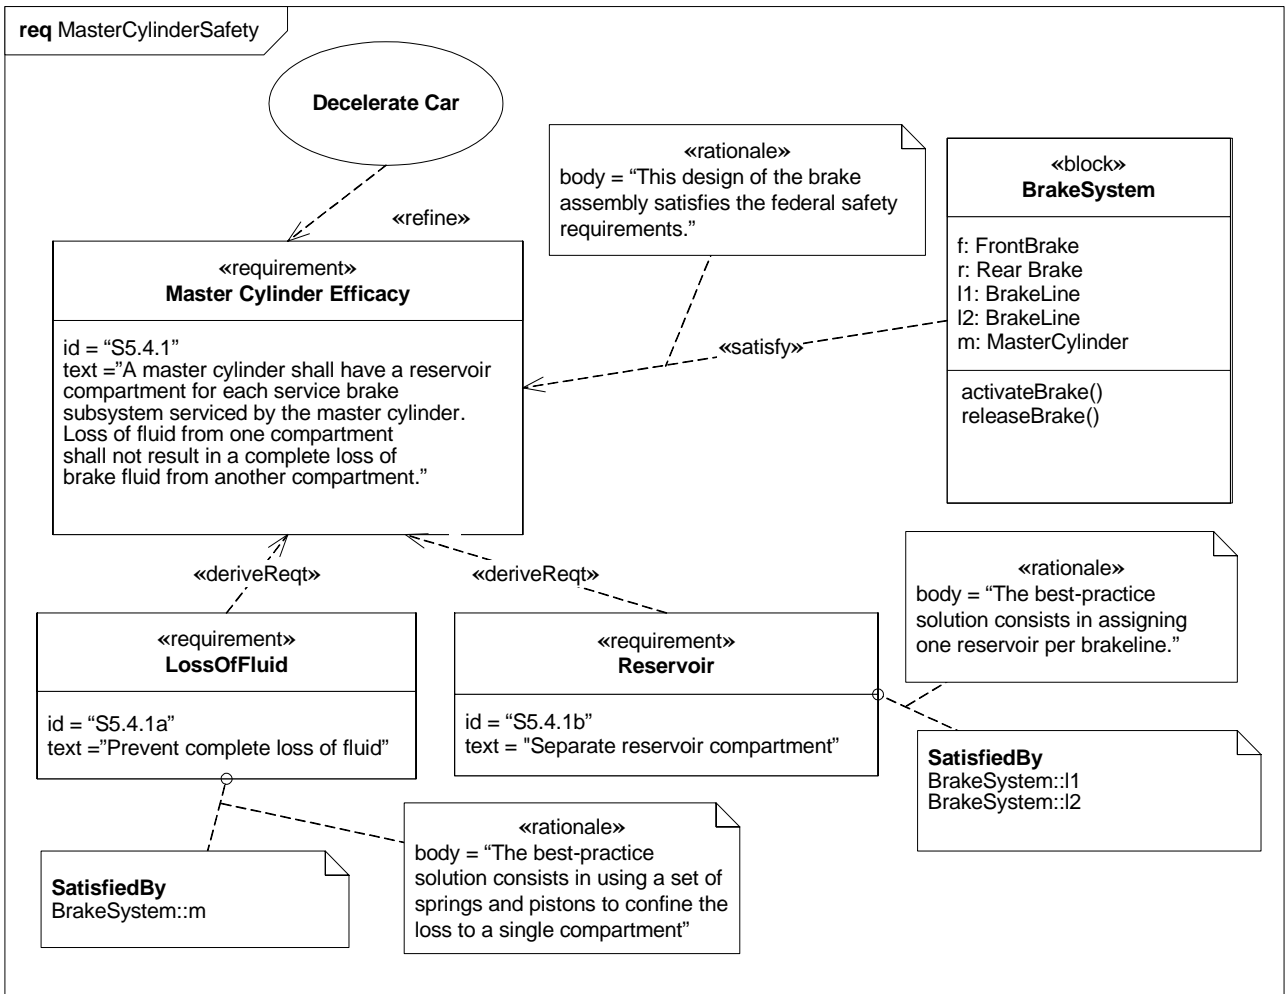 req MasterCylinderSafety
Decelerate Car
«refine»
«rationale»
body = “This design of the brake
assembly satisfies the federal safety
requirements.”
«block»
BrakeSystem
f: FrontBrake
r: Rear Brake
l1: BrakeLine
l2: BrakeLine
m: MasterCylinder
activateBrake()
releaseBrake()
«satisfy»
«requirement»
Master Cylinder Efficacy
id = “S5.4.1”
text =”A master cylinder shall have a reservoir
compartment for each service brake
subsystem serviced by the master cylinder.
Loss of fluid from one compartment
shall not result in a complete loss of
brake fluid from another compartment.”
«deriveReqt»
«deriveReqt»
«requirement»
LossOfFluid
id = “S5.4.1a”
text =”Prevent complete loss of fluid”
«requirement»
Reservoir
id = “S5.4.1b”
text = "Separate reservoir compartment”
«rationale»
body = “The best-practice
solution consists in assigning
one reservoir per brakeline.”
SatisfiedBy
BrakeSystem::l1
BrakeSystem::l2
«rationale»
body = “The best-practice
solution consists in using a set of
springs and pistons to confine the
loss to a single compartment”
SatisfiedBy
BrakeSystem::m